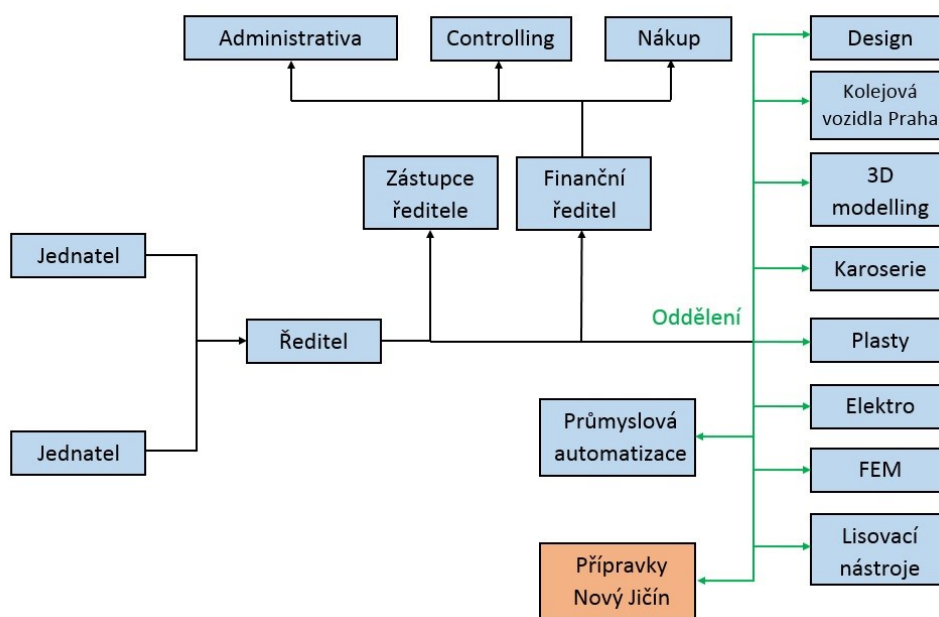 Administrativa
Controlling
Nákup
Design
Kolejová
vozidla Praha
Zástupce
ředitele
Finanční
ředitel
3D
modelling
Jednatel
Karoserie
Oddělení
Ředitel
Plasty
Elektro
Průmyslová
automatizace
Jednatel
FEM
Lisovací
nástroje
Přípravky
Nový Jičín